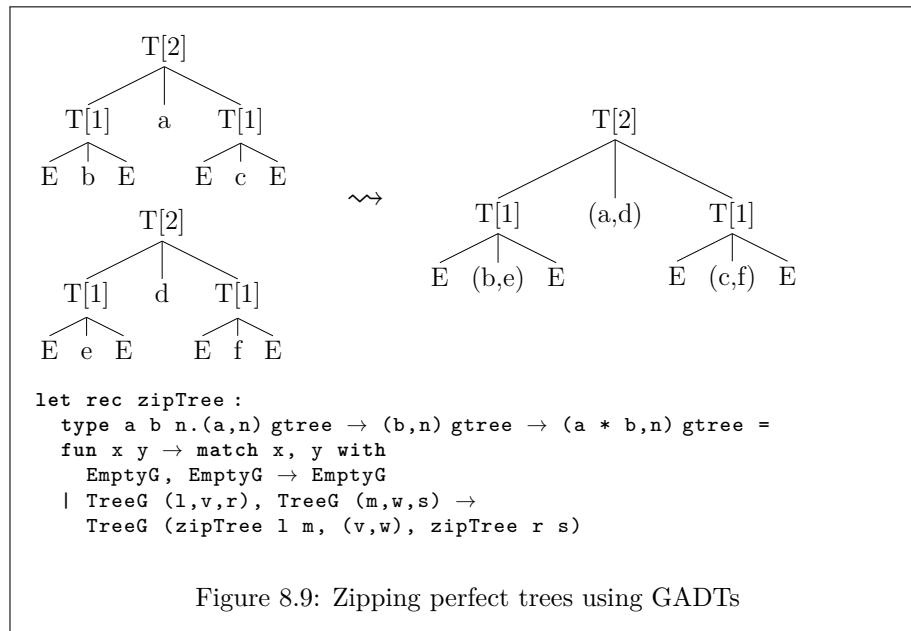 T[2]
T[1] a T[1]
E b E E c E
T[2]
T[1] d T[1]
E e E E f E
⇝
T[2]
T[1] (a,d) T[1]
E (b,e) E E (c,f) E
let rec zipTree :
type a b n.(a,n) gtree → (b,n) gtree → (a * b,n) gtree =
fun x y → match x, y with
EmptyG, EmptyG → EmptyG
| TreeG (l,v,r), TreeG (m,w,s) →
TreeG (zipTree l m, (v,w), zipTree r s)
Figure 8.9: Zipping perfect trees using GADTs